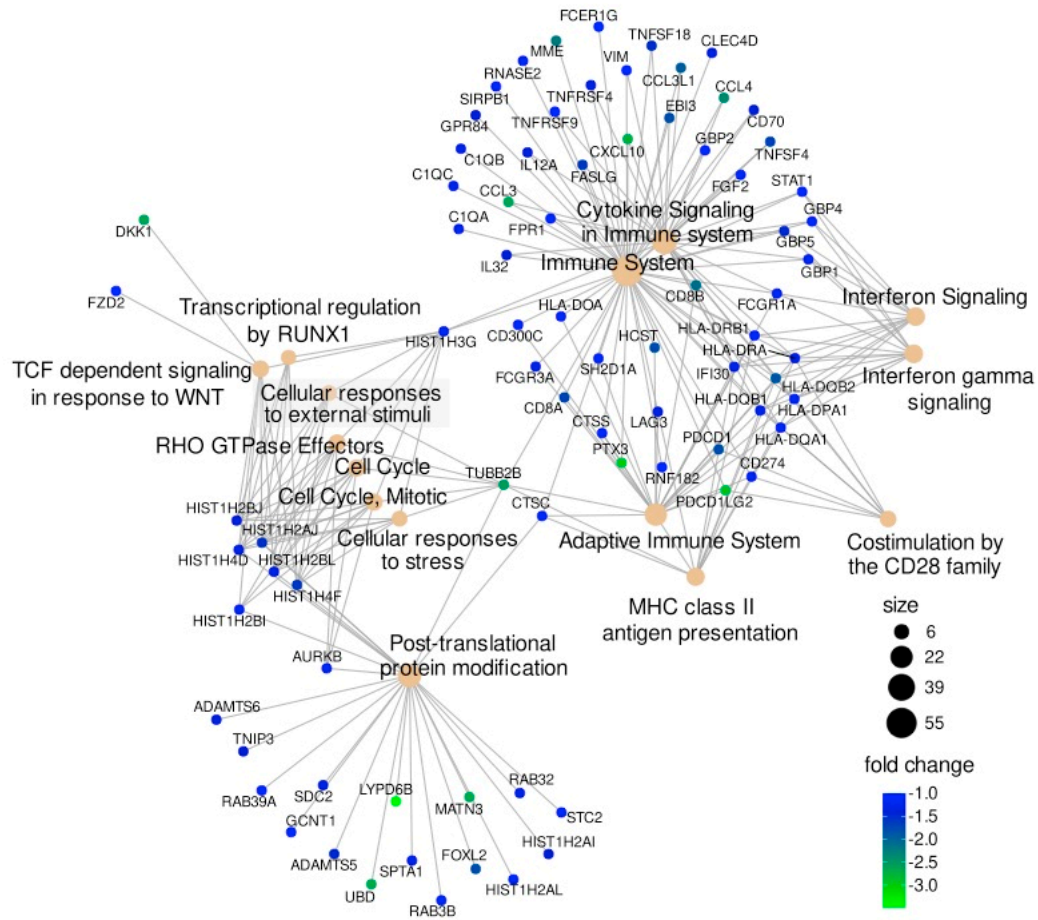 FCER1G
TNFSF18
MME
VIM
CLEC4D
RNASE2
CCL3L1
SIRPB1
TNFRSF4
CCL4
GPR84
TNFRSF9
EBI3
CD70
GBP2
C1QB
IL12A
CXCL10
TNFSF4
C1QC
FASLG
CCL3
FGF2
STAT1
C1QA
FPR1
Cytokine Signaling
in Immune system
GBP4
DKK1
GBP5
IL32
Immune System
GBP1
FZD2
HLA-DOA
CD8B
FCGR1A
Interferon Signaling
Transcriptional regulation
by RUNX1
HIST1H3G
CD300C
HCST
HLA-DRB1
HLA-DRA
TCF dependent signaling
in response to WNT
FCGR3A
SH2D1A
IFI30
HLA-DQB2
Interferon gamma
signaling
Cellular responses
to external stimuli
CD8A
HLA-DQB1
HLA-DPA1
CTSS
LAG3
RHO GTPase Effectors
PTX3
PDCD1
HLA-DQA1
Cell Cycle
TUBB2B
RNF182
CD274
Cell Cycle, Mitotic
CTSC
PDCD1LG2
HIST1H2BJ
HIST1H2AJ
Cellular responses
to stress
Adaptive Immune System
Costimulation by
the CD28 family
HIST1H4D
HIST1H2BL
HIST1H4F
HIST1H2BI
MHC class II
antigen presentation
size
6
22
39
55
Post-translational
protein modification
AURKB
ADAMTS6
TNIP3
RAB39A
SDC2
LYPD6B
MATN3
RAB32
STC2
GCNT1
HIST1H2AI
ADAMTS5
SPTA1
FOXL2
UBD
HIST1H2AL
RAB3B
fold change
-1.0
-1.5
-2.0
-2.5
-3.0